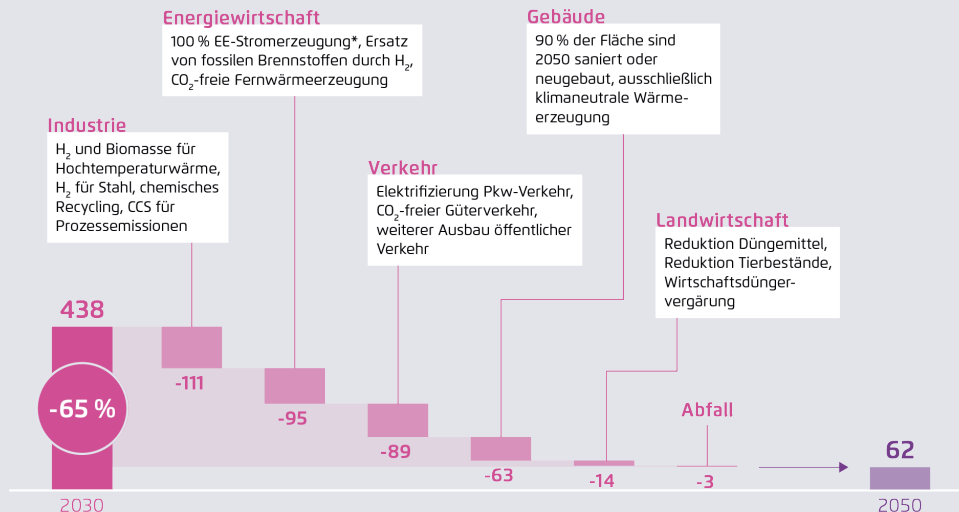 Energiewirtschaft
100 % EE-Stromerzeugung*, Ersatz
von fossilen Brennstoffen durch H₂,
CO₂-freie Fernwärmeerzeugung
Gebäude
90 % der Fläche sind
2050 saniert oder
neugebaut, ausschließlich
klimaneutrale Wärme-
erzeugung
Industrie
H₂ und Biomasse für
Hochtemperaturwärme,
H₂ für Stahl, chemisches
Recycling, CCS für
Prozessemissionen
Verkehr
Elektrifizierung Pkw-Verkehr,
CO₂-freier Güterverkehr,
weiterer Ausbau öffentlicher
Verkehr
Landwirtschaft
Reduktion Düngemittel,
Reduktion Tierbestände,
Wirtschaftsdünger-
vergärung
438
-65 %
-111
-95
-89
-63
-14
Abfall
-3
62
2030
2050